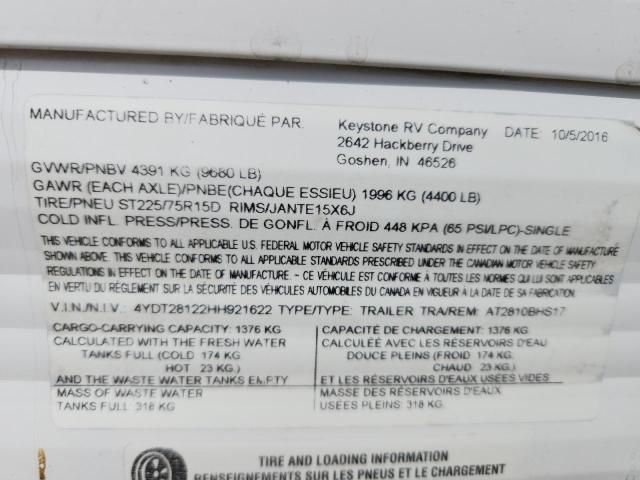 MANUFACTURED BY/FABRIQUÉ PAR Keystone RV Company DATE: 10/5/2016
2642 Hackberry Drive
Goshen, IN 46526
GVWR/PNBV 4391 KG (9680 LB)
GAWR (EACH AXLE)/PNBE(CHAQUE ESSIEU) 1996 KG (4400 LB)
TIRE/PNEU ST225/75R15D RIMS/JANTE15X6J
COLD INFL. PRESS/PRESS. DE GONFL. À FROID 448 KPA (65 PSI/LPC)-SINGLE
THIS VEHICLE CONFORMS TO ALL APPLICABLE U.S. FEDERAL MOTOR VEHICLE SAFETY STANDARDS IN EFFECT ON THE DATE OF MANUFACTURE
SHOWN ABOVE. THIS VEHICLE CONFORMS TO ALL APPLICABLE STANDARDS PRESCRIBED UNDER THE CANADIAN MOTOR VEHICLE SAFETY
REGULATIONS IN EFFECT ON THE DATE OF MANUFACTURE. - CE VÉHICULE EST CONFORME À TOUTES LES NORMES QUI LUI SONT APPLICABLES
EN VERTU DU RÉGLEMENT SUR LA SÉCURITÉ DES VÉHICULES AUTOMOBILES DU CANADA EN VIGUEUR À LA DATE DE SA FABRICATION.
V.I.N./N.I.V.: 4YDT28122HH921622 TYPE/TYPE: TRAILER TRA/REM: AT2810BHS17
CARGO-CARRYING CAPACITY: 1376 KG
CALCULATED WITH THE FRESH WATER
TANKS FULL (COLD 174 KG
HOT 23 KG.)
AND THE WASTE WATER TANKS EMPTY
MASS OF WASTE WATER
TANKS FULL: 318 KG
CAPACITÉ DE CHARGEMENT: 1376 KG
CALCULÉE AVEC LES RÉSERVOIRS D'EAU
DOUCE PLEINS (FROID 174 KG.
CHAUD 23 KG.)
ET LES RÉSERVOIRS D'EAUX USÉES VIDES
MASSE DES RÉSERVOIRS D'EAUX
USÉES PLEINS: 318 KG.
TIRE AND LOADING INFORMATION
RENSEIGNEMENTS SUR LES PNEUS ET LE CHARGEMENT